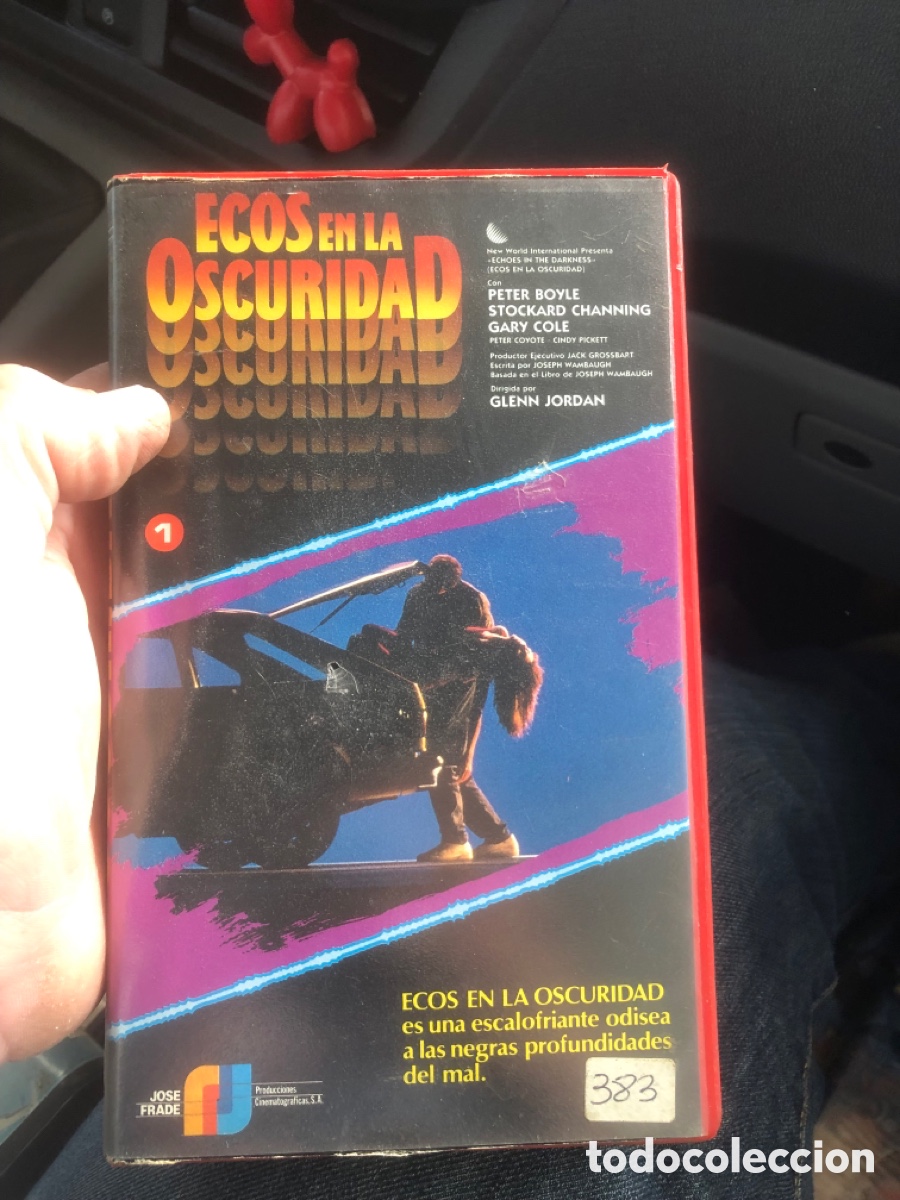 ECOS EN LA
OSCURIDAD
New World International Presenta
«ECHOES IN THE DARKNESS»
(ECOS EN LA OSCURIDAD)
Con
PETER BOYLE
STOCKARD CHANNING
GARY COLE
PETER COYOTE · CINDY PICKETT
Productor Ejecutivo JACK GROSSBART
Escrita por JOSEPH WAMBAUGH
Basada en el Libro de JOSEPH WAMBAUGH
Dirigida por
GLENN JORDAN
1
ECOS EN LA OSCURIDAD
es una escalofriante odisea
a las negras profundidades
del mal.
383
JOSE
FRADE
Producciones
Cinematográficas, S.A.
todocoleccion